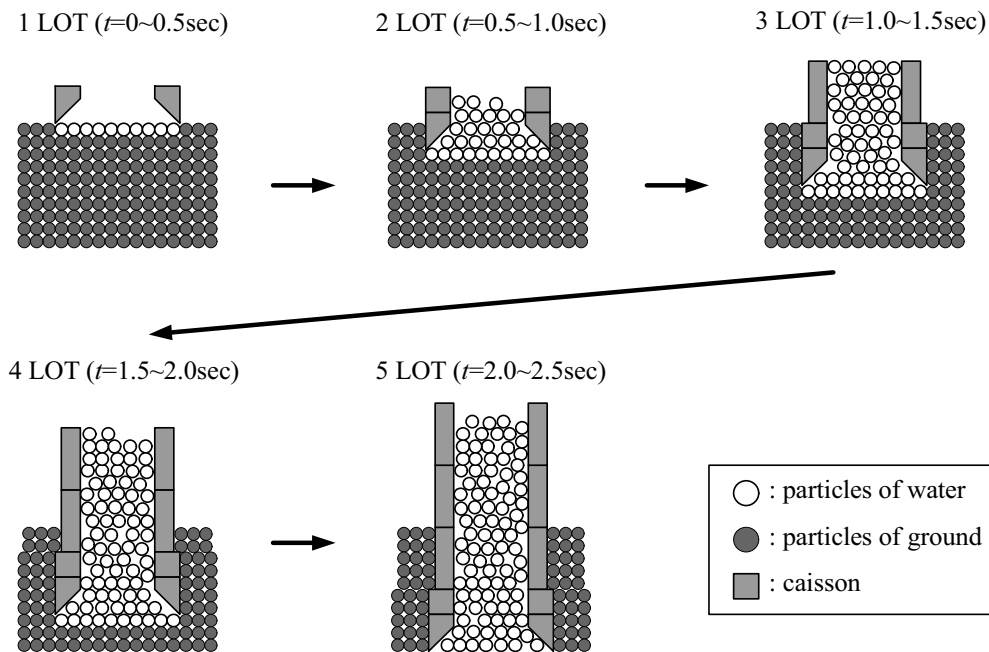 1 LOT (t=0~0.5sec)
2 LOT (t=0.5~1.0sec)
3 LOT (t=1.0~1.5sec)
4 LOT (t=1.5~2.0sec)
5 LOT (t=2.0~2.5sec)
: particles of water
: particles of ground
: caisson